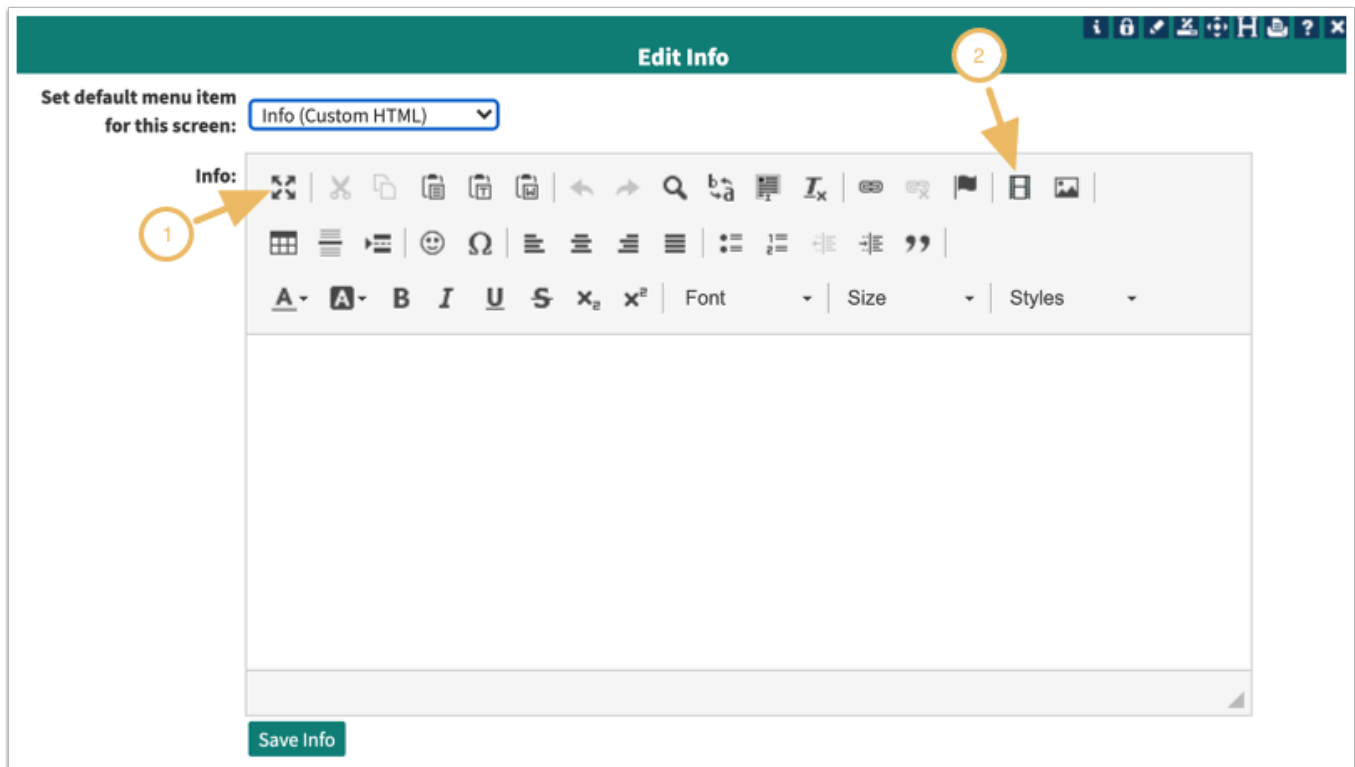 Edit Info
2
Set default menu item
for this screen:
Info (Custom HTML)
Info:
1
Font
Size
Styles
Save Info